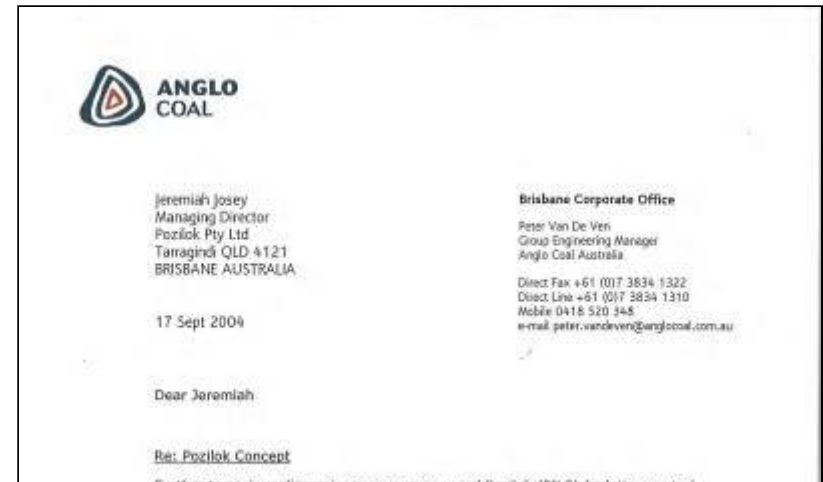 ANGLO
COAL
Jeremiah Josey
Managing Director
Pozilok Pty Ltd
Tarragindi QLD 4121
BRISBANE AUSTRALIA
17 Sept 2004
Brisbane Corporate Office
Peter Van De Ven
Group Engineering Manager
Anglo Coal Australia
Direct Fax +61 (0)7 3834 1322
Direct Line +61 (0)7 3834 1310
Mobile 0418 520 348
e-mail peter.vandeven@anglocoal.com.au
Dear Jeremiah
Re: Pozilok Concept